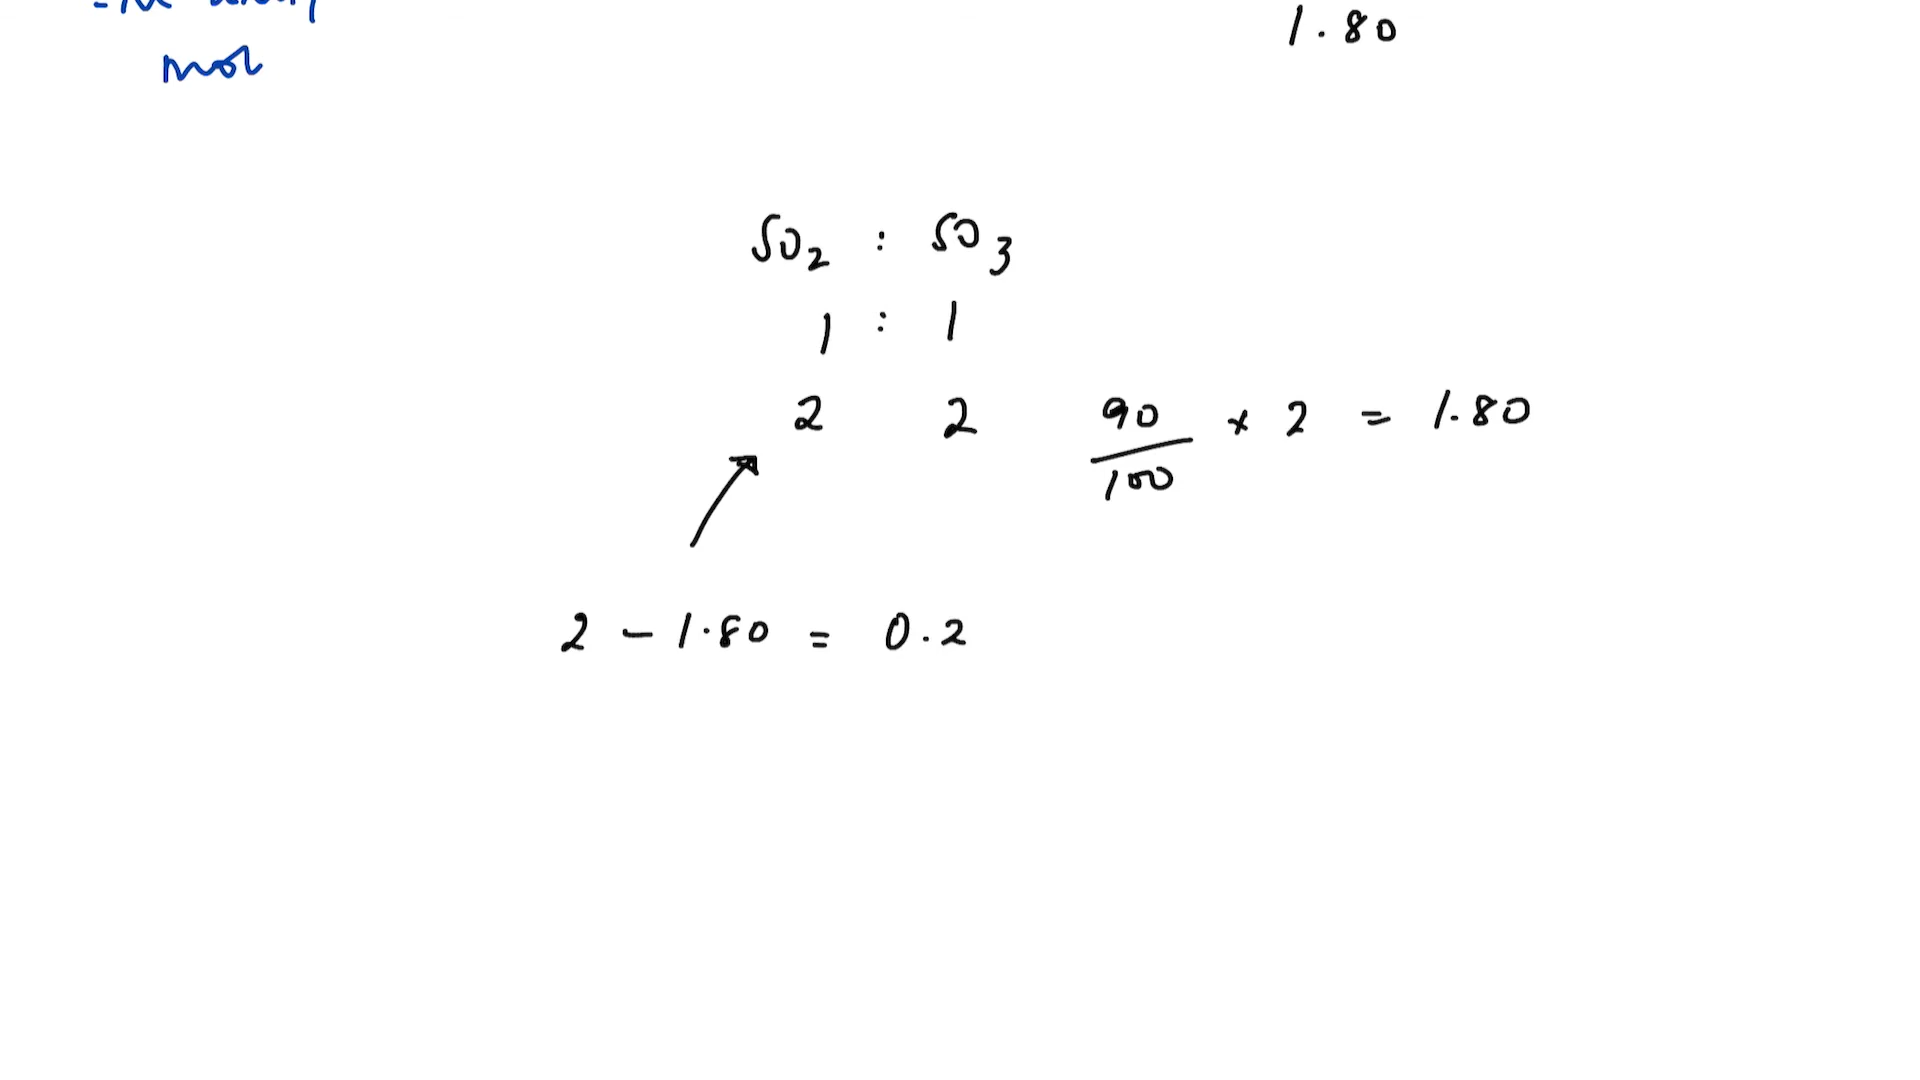 1.80
mol
SO2 : SO3
1 : 1
2 2 90/100 × 2 = 1.80
2 - 1.80 = 0.2